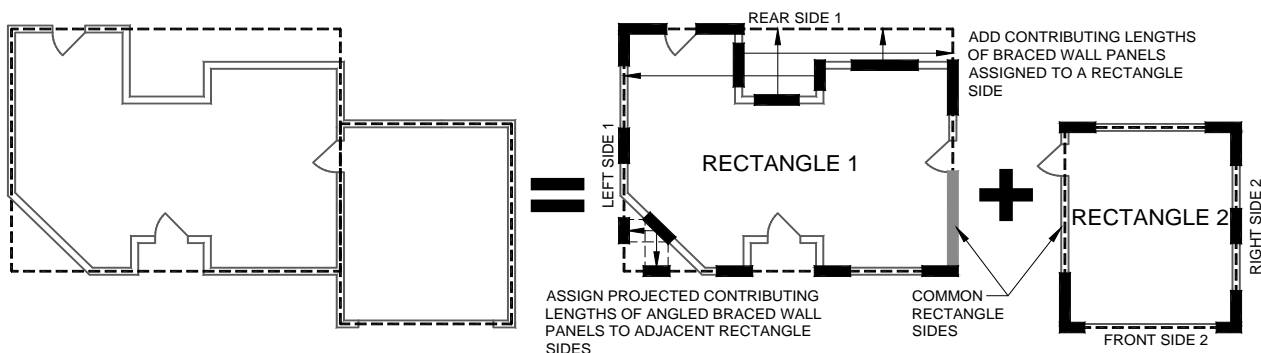 REAR SIDE 1
ADD CONTRIBUTING LENGTHS
OF BRACED WALL PANELS
ASSIGNED TO A RECTANGLE
SIDE
LEFT SIDE 1
RECTANGLE 1
RECTANGLE 2
RIGHT SIDE 2
ASSIGN PROJECTED CONTRIBUTING
LENGTHS OF ANGLED BRACED WALL
PANELS TO ADJACENT RECTANGLE
SIDES
COMMON
RECTANGLE
SIDES
FRONT SIDE 2